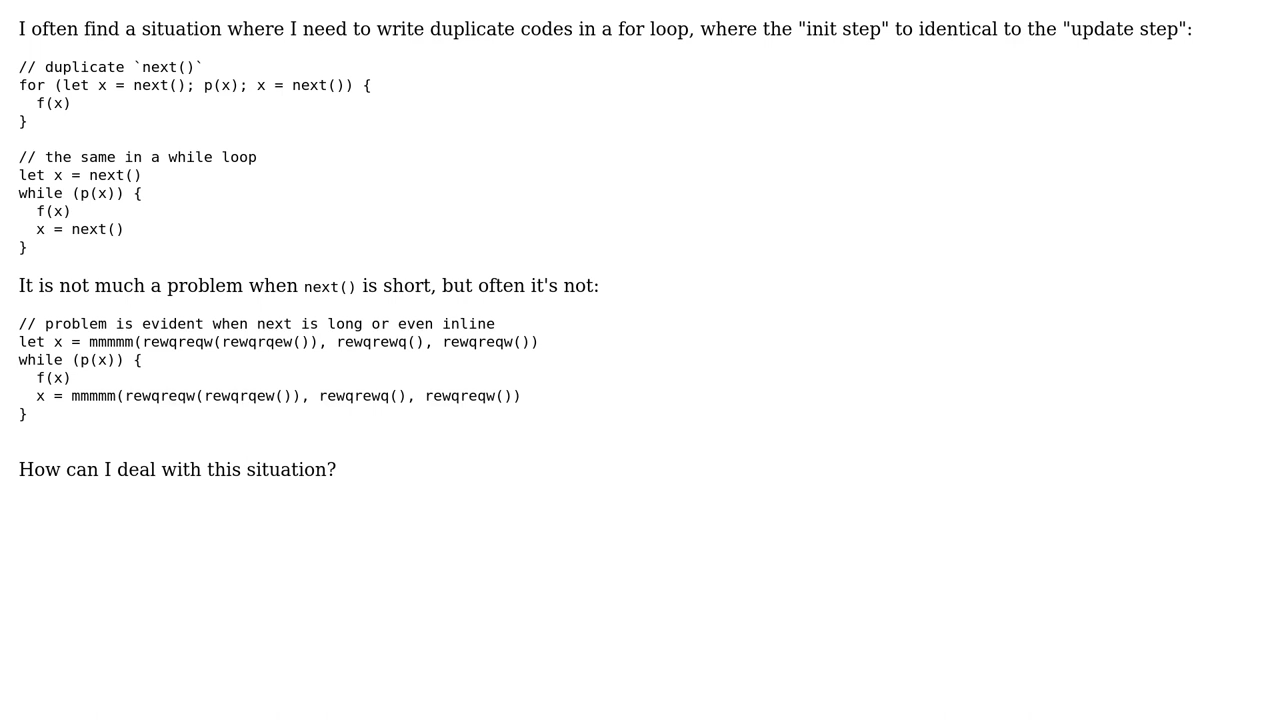 I often find a situation where I need to write duplicate codes in a for loop, where the "init step" to identical to the "update step":
// duplicate `next()`
for (let x = next(); p(x); x = next()) {
  f(x)
}
// the same in a while loop
let x = next()
while (p(x)) {
  f(x)
  x = next()
}
It is not much a problem when next() is short, but often it's not:
// problem is evident when next is long or even inline
let x = mmmmm(rewqreqw(rewqrqew()), rewqrewq(), rewqreqw())
while (p(x)) {
  f(x)
  x = mmmmm(rewqreqw(rewqrqew()), rewqrewq(), rewqreqw())
}
How can I deal with this situation?